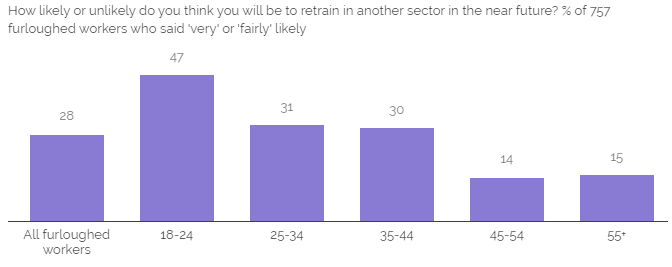 How likely or unlikely do you think you will be to retrain in another sector in the near future? % of 757
furloughed workers who said 'very' or 'fairly' likely
28
47
31
30
14
15
All furloughed
workers
18-24
25-34
35-44
45-54
55+